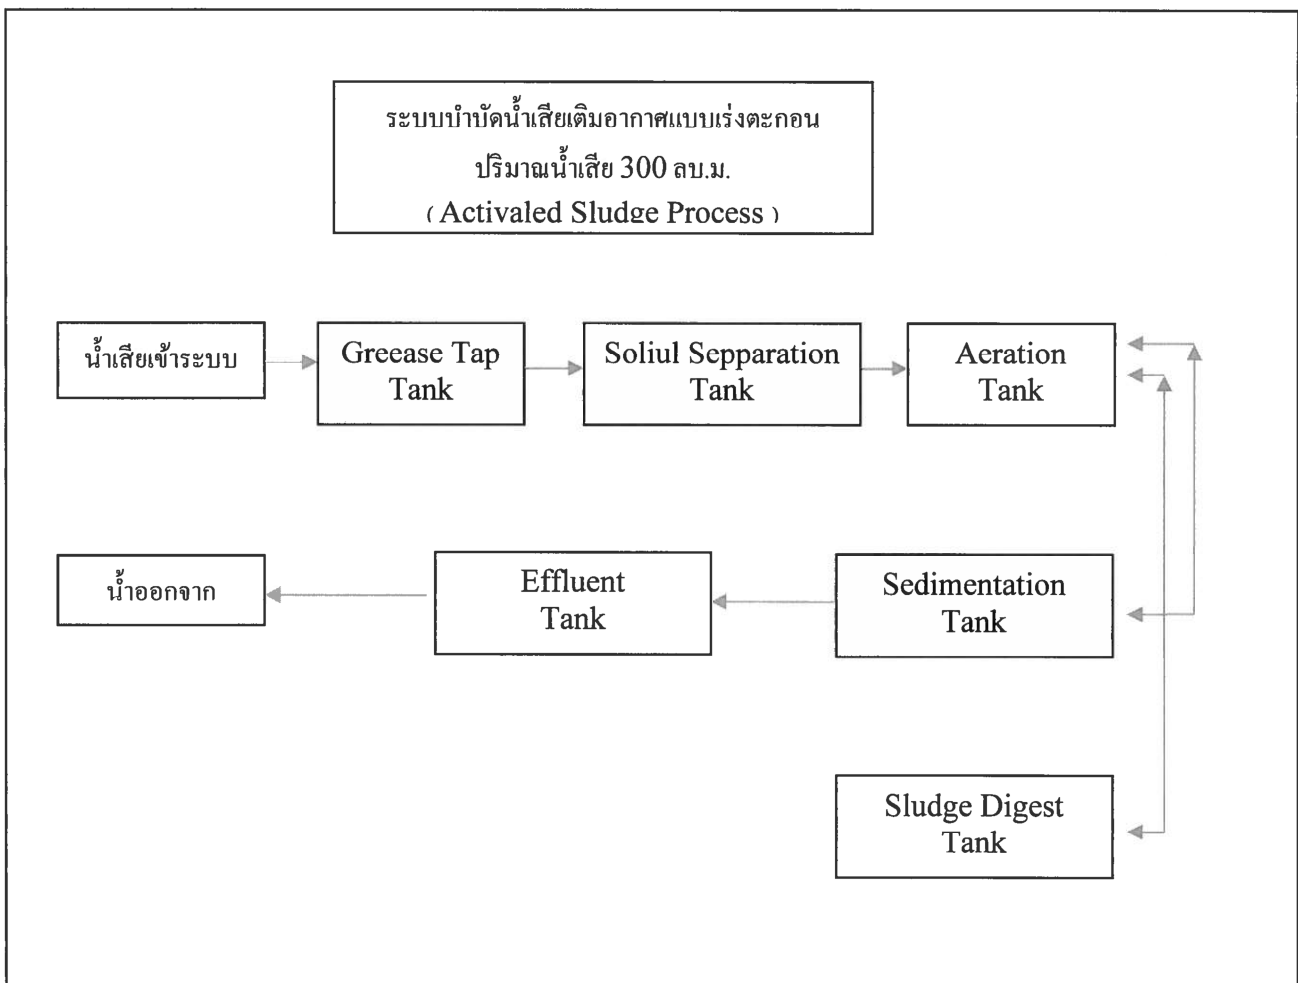 ระบบบำบัดน้ำเสียเติมอากาศแบบเร่งตะกอน
ปริมาณน้ำเสีย 300 ลบ.ม.
( Activaled Sludge Process )
น้ำเสียเข้าระบบ
Greease Tap
Tank
Soliul Sepparation
Tank
Aeration
Tank
น้ำออกจาก
Effluent
Tank
Sedimentation
Tank
Sludge Digest
Tank